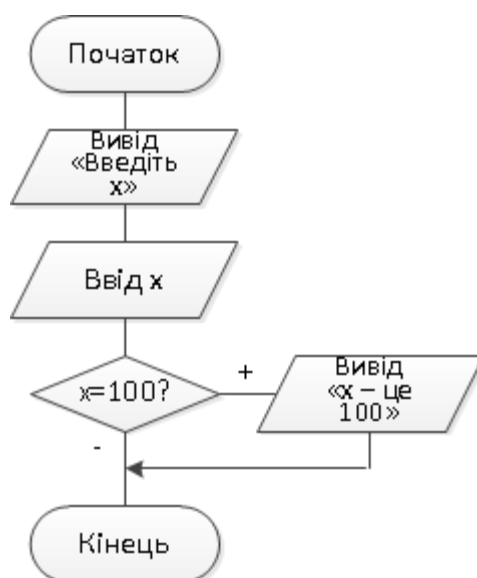 Початок
Вивід
«Введіть
x»
Ввід x
x=100?
+
Вивід
«x – це
100»
-
Кінець